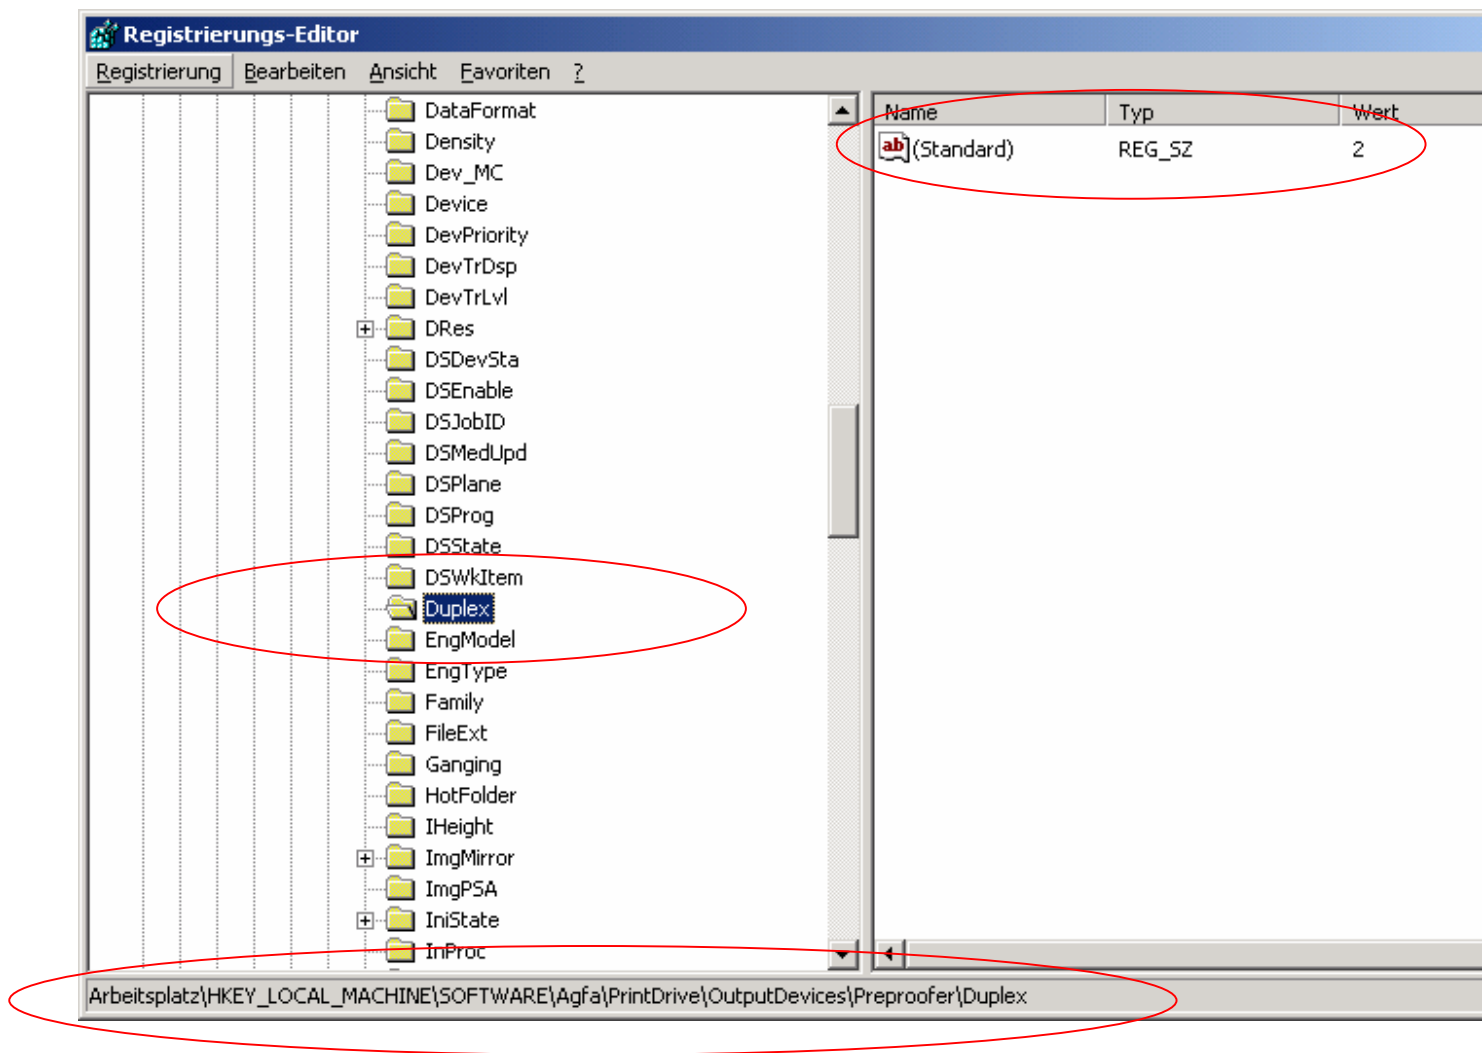 Registrierungs-Editor
Registrierung Bearbeiten Ansicht Favoriten ?
DataFormat
Density
Dev_MC
Device
DevPriority
DevTrDsp
DevTrLvl
DRes
DSDevSta
DSEnable
DSJobID
DSMedUpd
DSPlane
DSProg
DSState
DSWkItem
Duplex
EngModel
EngType
Family
FileExt
Ganging
HotFolder
IHeight
ImgMirror
ImgPSA
IniState
InProc
Name Typ Wert
ab (Standard) REG_SZ 2
Arbeitsplatz\HKEY_LOCAL_MACHINE\SOFTWARE\Agfa\PrintDrive\OutputDevices\Preproofer\Duplex